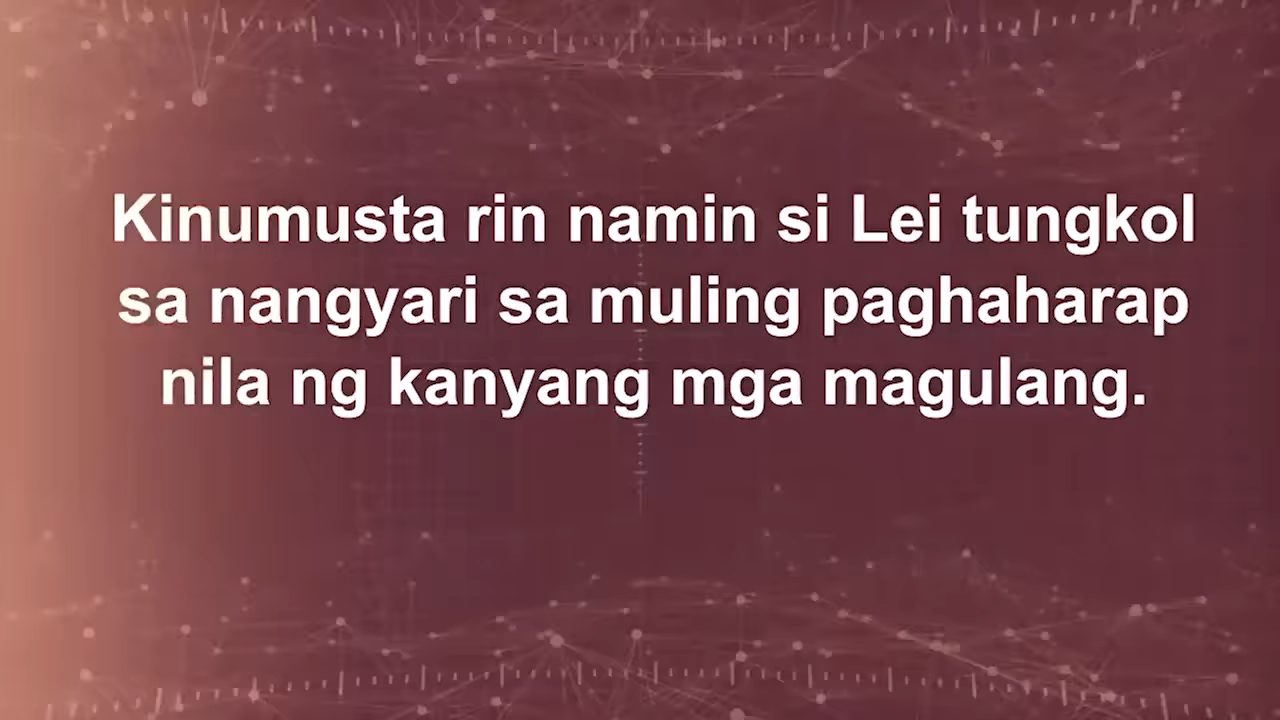 Kinumusta rin namin si Lei tungkol
sa nangyari sa muling paghaharap
nila ng kanyang mga magulang.